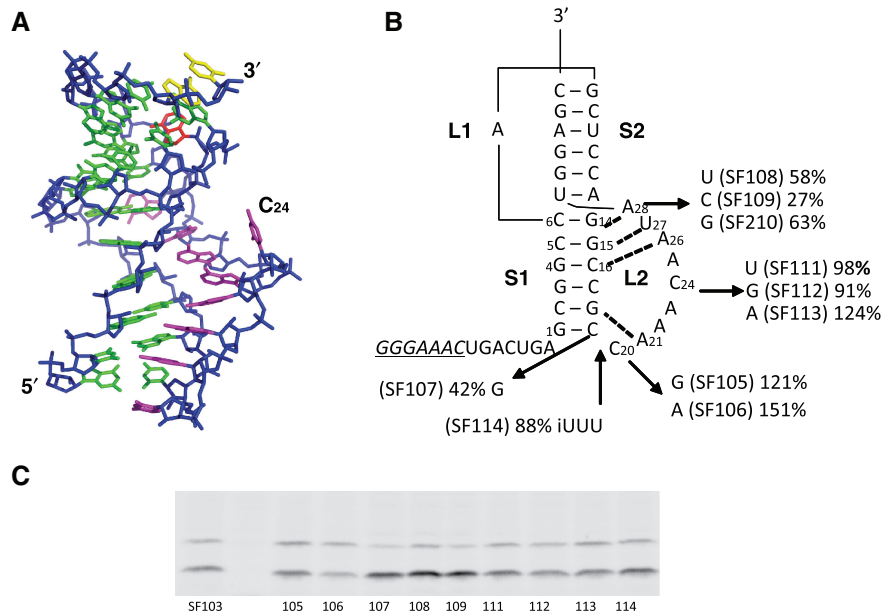 A
3′
C24
5′
B
3′
C – G
G – C
A – U
G – C
G – C
U – A
L1
A
S2
6C – G14
5C – G15
4G – C16
G – C
C – G
1G – C
S1
L2
A28
U27
A26
A
C24
A
A
A21
C20
GGGAAACUGACUGA
U (SF108) 58%
C (SF109) 27%
G (SF210) 63%
U (SF111) 98%
G (SF112) 91%
A (SF113) 124%
G (SF105) 121%
A (SF106) 151%
(SF107) 42% G
(SF114) 88% iUUU
C
SF103 105 106 107 108 109 111 112 113 114